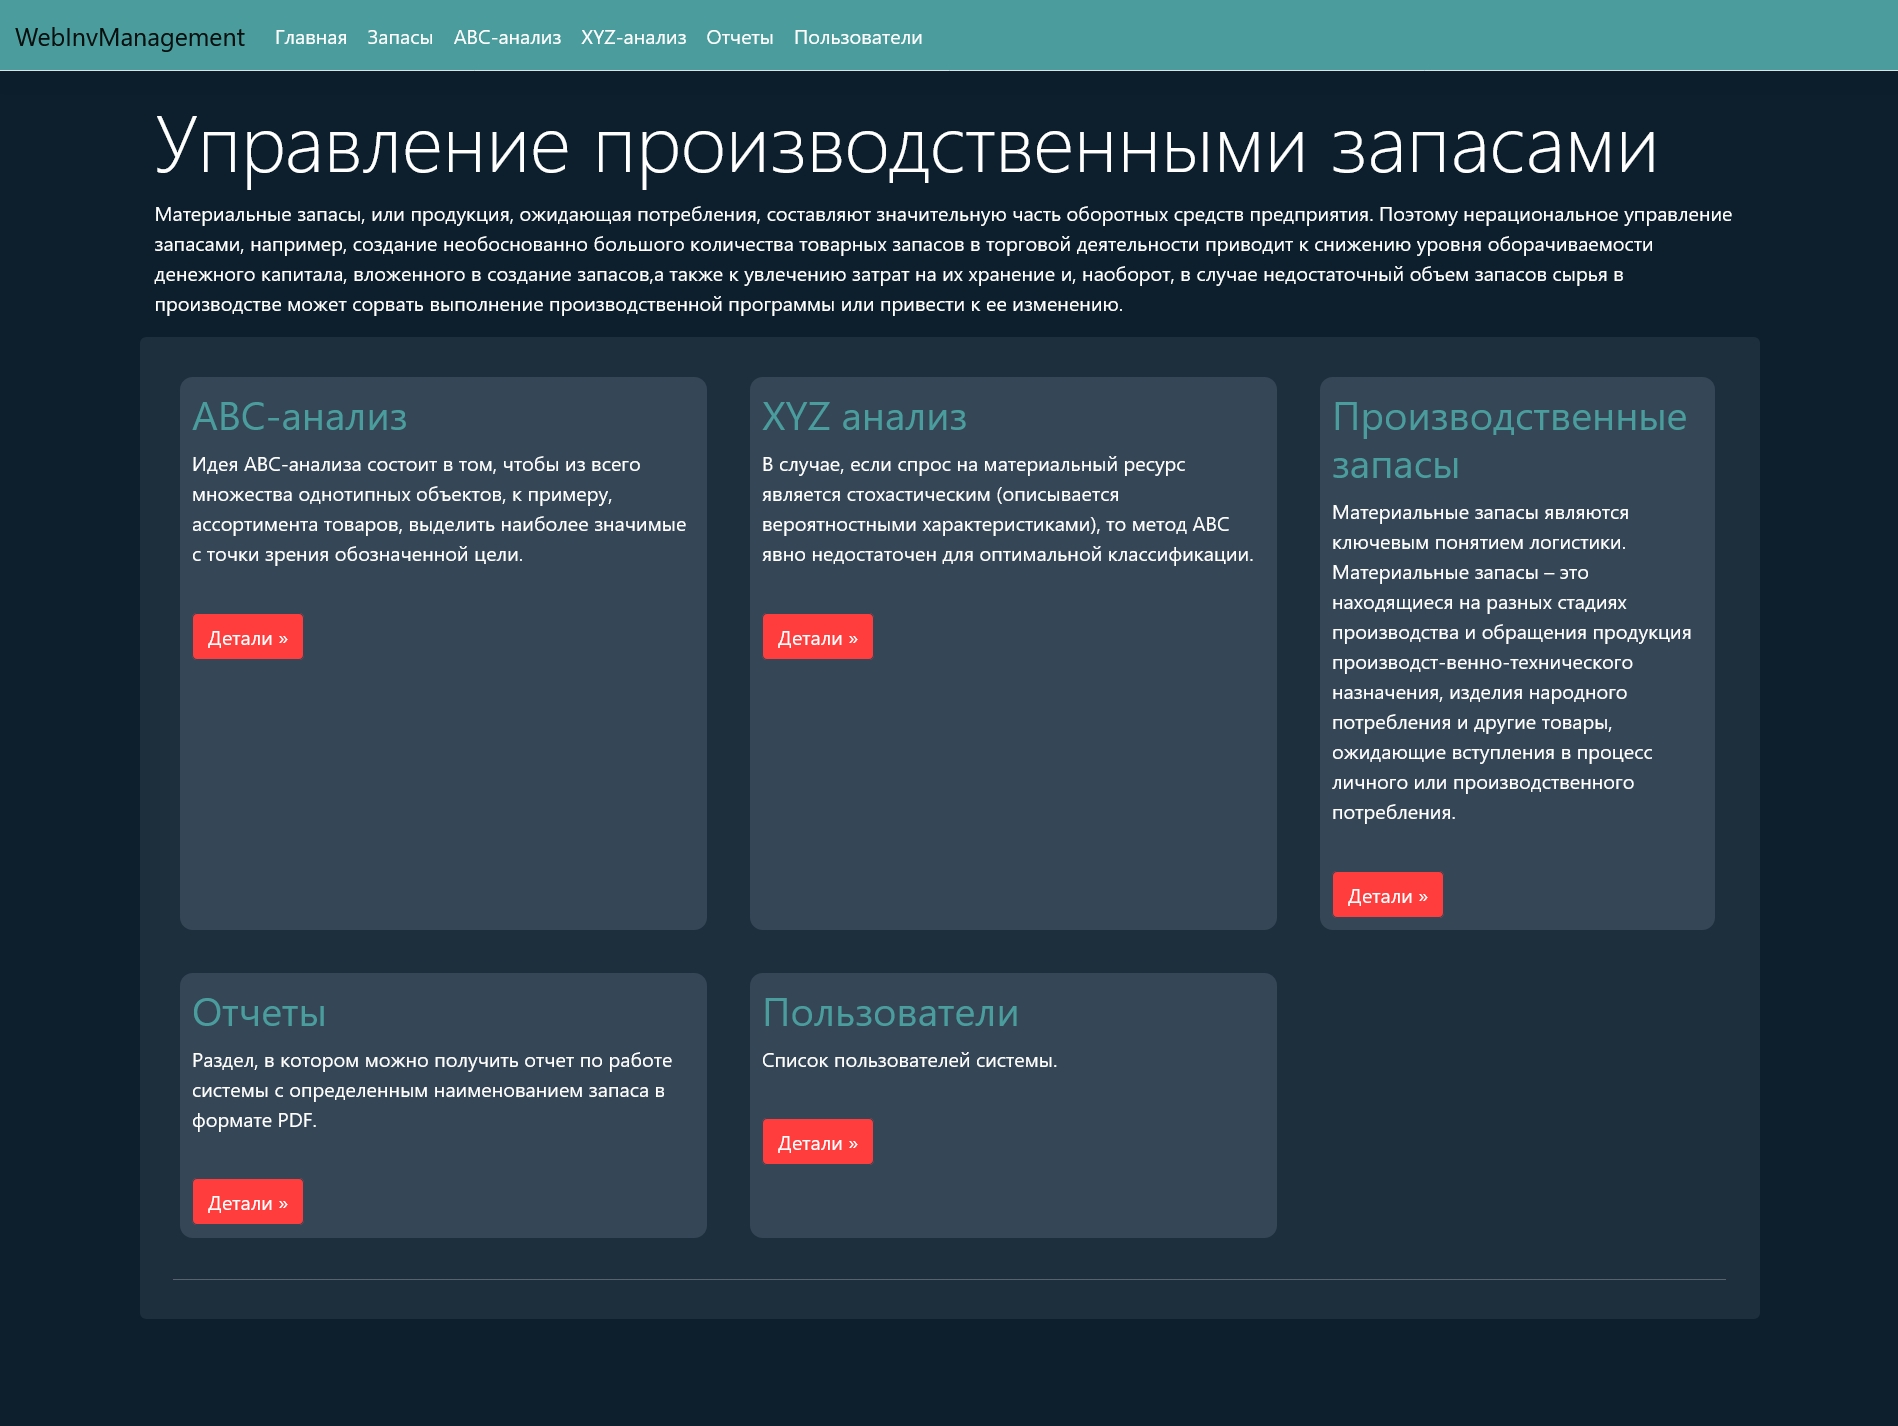 WebInvManagement
Главная
Запасы
ABC-анализ
XYZ-анализ
Отчеты
Пользователи
Управление производственными запасами
Материальные запасы, или продукция, ожидающая потребления, составляют значительную часть оборотных средств предприятия. Поэтому нерациональное управление
запасами, например, создание необоснованно большого количества товарных запасов в торговой деятельности приводит к снижению уровня оборачиваемости
денежного капитала, вложенного в создание запасов,а также к увлечению затрат на их хранение и, наоборот, в случае недостаточный объем запасов сырья в
производстве может сорвать выполнение производственной программы или привести к ее изменению.
ABC-анализ
Идея ABC-анализа состоит в том, чтобы из всего
множества однотипных объектов, к примеру,
ассортимента товаров, выделить наиболее значимые
с точки зрения обозначенной цели.
Детали »
XYZ анализ
В случае, если спрос на материальный ресурс
является стохастическим (описывается
вероятностными характеристиками), то метод ABC
явно недостаточен для оптимальной классификации.
Детали »
Производственные
запасы
Материальные запасы являются
ключевым понятием логистики.
Материальные запасы – это
находящиеся на разных стадиях
производства и обращения продукция
производст-венно-технического
назначения, изделия народного
потребления и другие товары,
ожидающие вступления в процесс
личного или производственного
потребления.
Детали »
Отчеты
Раздел, в котором можно получить отчет по работе
системы с определенным наименованием запаса в
формате PDF.
Детали »
Пользователи
Список пользователей системы.
Детали »